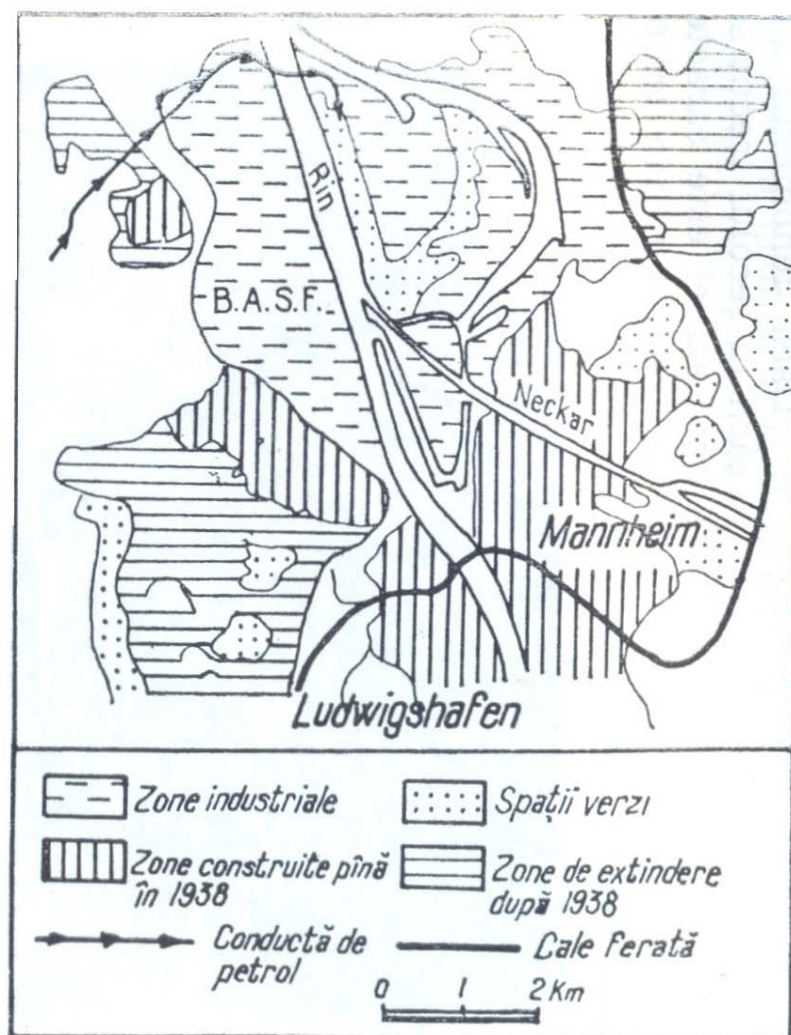 Rin
B.A.S.F.
Neckar
Mannheim
Ludwigshafen
Zone industriale
Spații verzi
Zone construite pînă
în 1938
Zone de extindere
după 1938
Conductă de
petrol
Cale ferată
0 1 2 Km